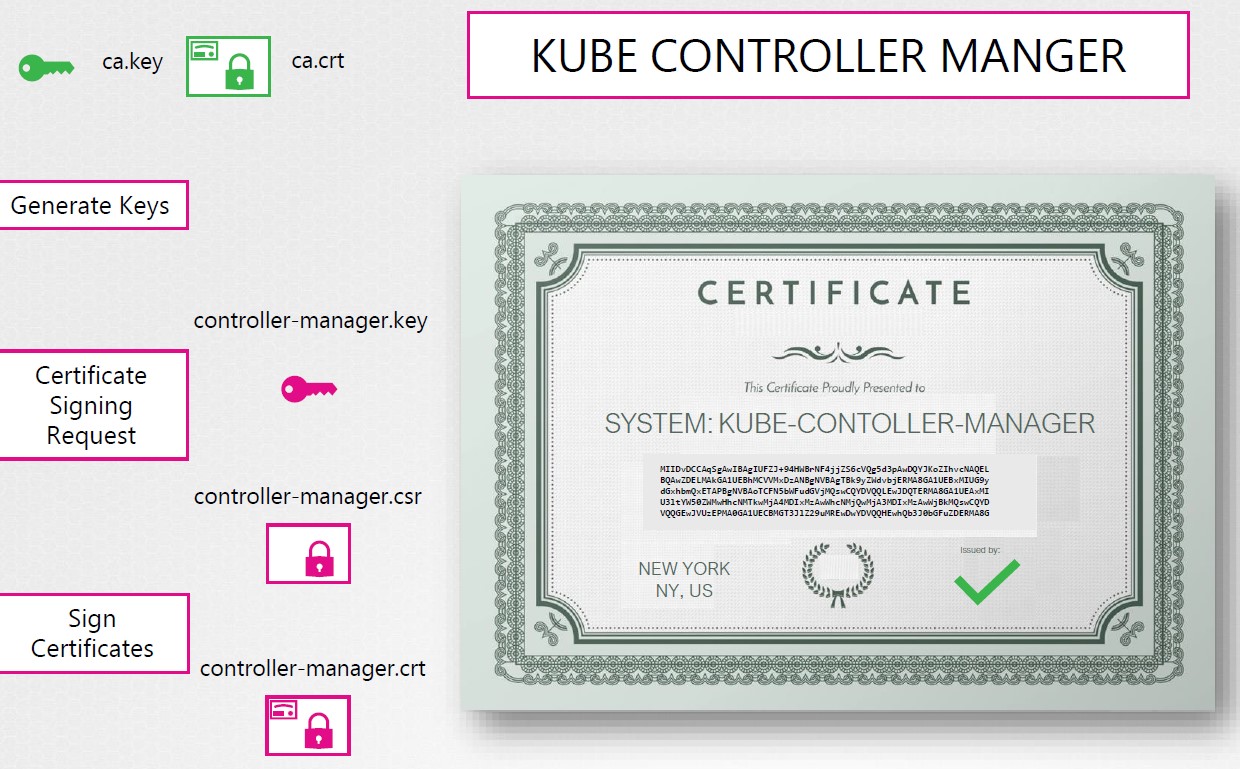 ca.key
ca.crt
KUBE CONTROLLER MANGER
Generate Keys
controller-manager.key
Certificate
Signing
Request
controller-manager.csr
Sign
Certificates
controller-manager.crt
CERTIFICATE
This Certificate Proudly Presented to
SYSTEM: KUBE-CONTOLLER-MANAGER
MIIDvDCCAqSgAwIBAgIUFZJ+94HWBrNF4jjZS6cVQg5d3pAwDQYJKoZIhvcNAQEL
BQAwZDELMAkGA1UEBhMCVVMxDzANBgNVBAgTBk9yZWdvbjERMA8GA1UEBxMIUG9y
dGxhbmQxETAPBgNVBAoTCFN5bWFudGVjMQswCQYDVQQLEwJDQTERMA8GA1UEAxMI
U3ltYW50ZWMwHhcNMTkwMjA4MDIxMzAwWhcNMjQwMjA3MDIxMzAwWjBkMQswCQYD
VQQGEwJVUzEPMA0GA1UECBMGT3J1Z29uMREwDwYDVQQHEwhQb3J0bGFuZDERMA8G
NEW YORK
NY, US
Issued by: